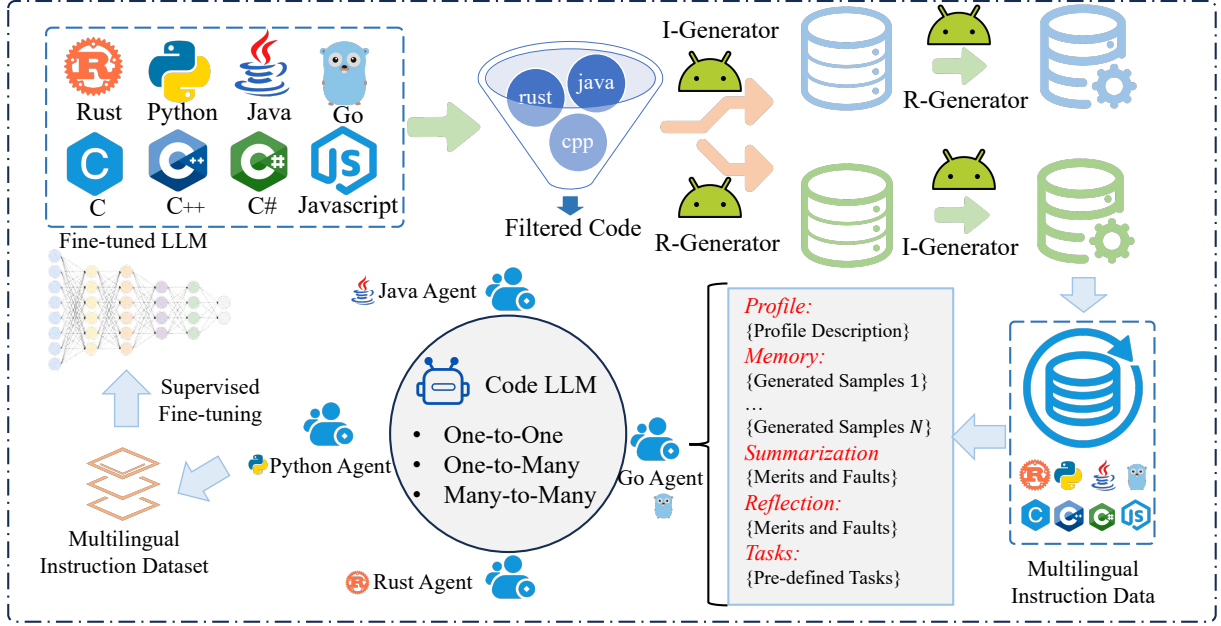 Rust
Python
Java
Go
C
C++
C#
JS
C
C++
C#
Javascript
rust
java
cpp
Filtered Code
I-Generator
R-Generator
R-Generator
I-Generator
Fine-tuned LLM
Supervised
Fine-tuning
Multilingual
Instruction Dataset
Java Agent
Python Agent
Rust Agent
Go Agent
Code LLM
• One-to-One
• One-to-Many
• Many-to-Many
Profile:
{Profile Description}
Memory:
{Generated Samples 1}
…
{Generated Samples N}
Summarization
{Merits and Faults}
Reflection:
{Merits and Faults}
Tasks:
{Pre-defined Tasks}
C
C++
C#
JS
Multilingual
Instruction Data